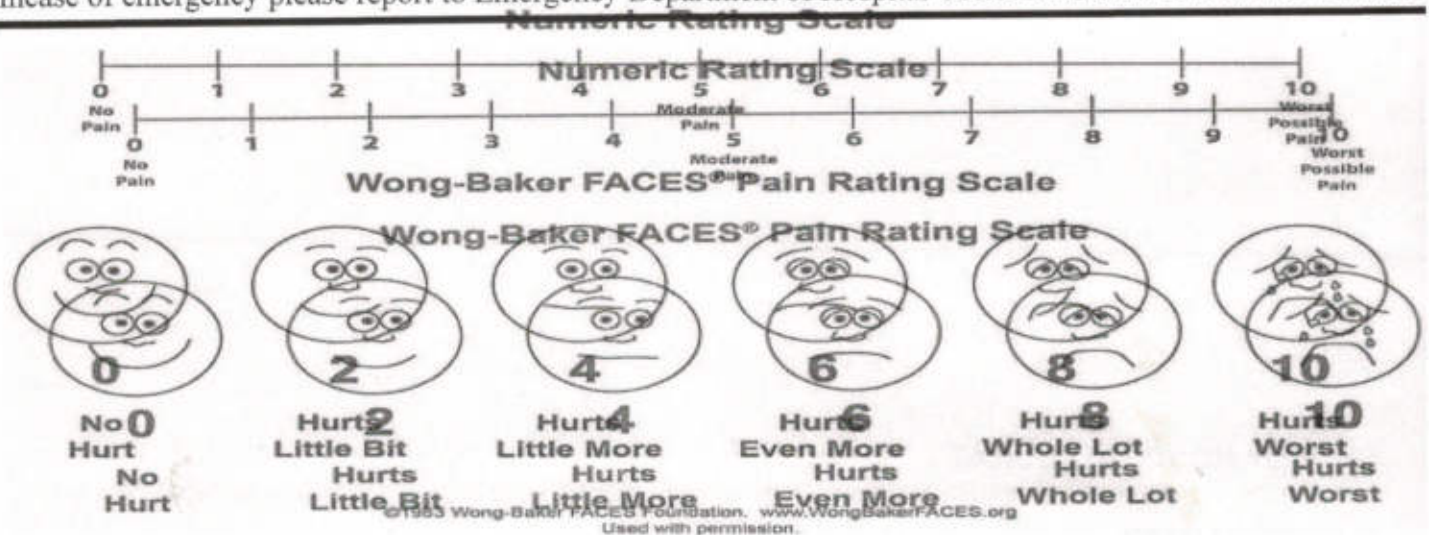 emergency please report to Emergency Department
Numeric Rating Scale
Numeric Rating Scale
0 1 2 3 4 5 6 7 8 9 10
No Pain Moderate Pain Worst Possible Pain
0 1 2 3 4 5 6 7 8 9 10
No Pain Moderate Pain Worst Possible Pain
Wong-Baker FACES® Pain Rating Scale
Wong-Baker FACES® Pain Rating Scale
0 2 4 6 8 10
0 2 4 6 8 10
No Hurts Hurts Hurts Hurts Hurts
Hurt Little Bit Little More Even More Whole Lot Worst
No Hurts Hurts Hurts Hurts Hurts
Hurt Little Bit Little More Even More Whole Lot Worst
©1983 Wong-Baker FACES Foundation. www.WongBakerFACES.org
Used with permission.